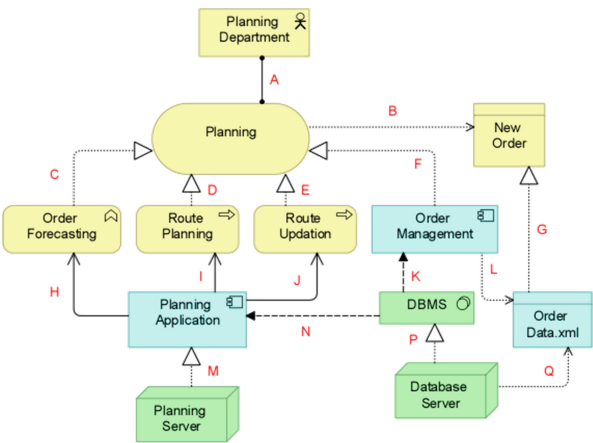 Planning
Department
A
B
Planning
New
Order
C
D
E
F
Order
Forecasting
Route
Planning
Route
Updation
Order
Management
G
H
I
J
K
L
Planning
Application
DBMS
Order
Data.xml
N
P
M
Q
Planning
Server
Database
Server